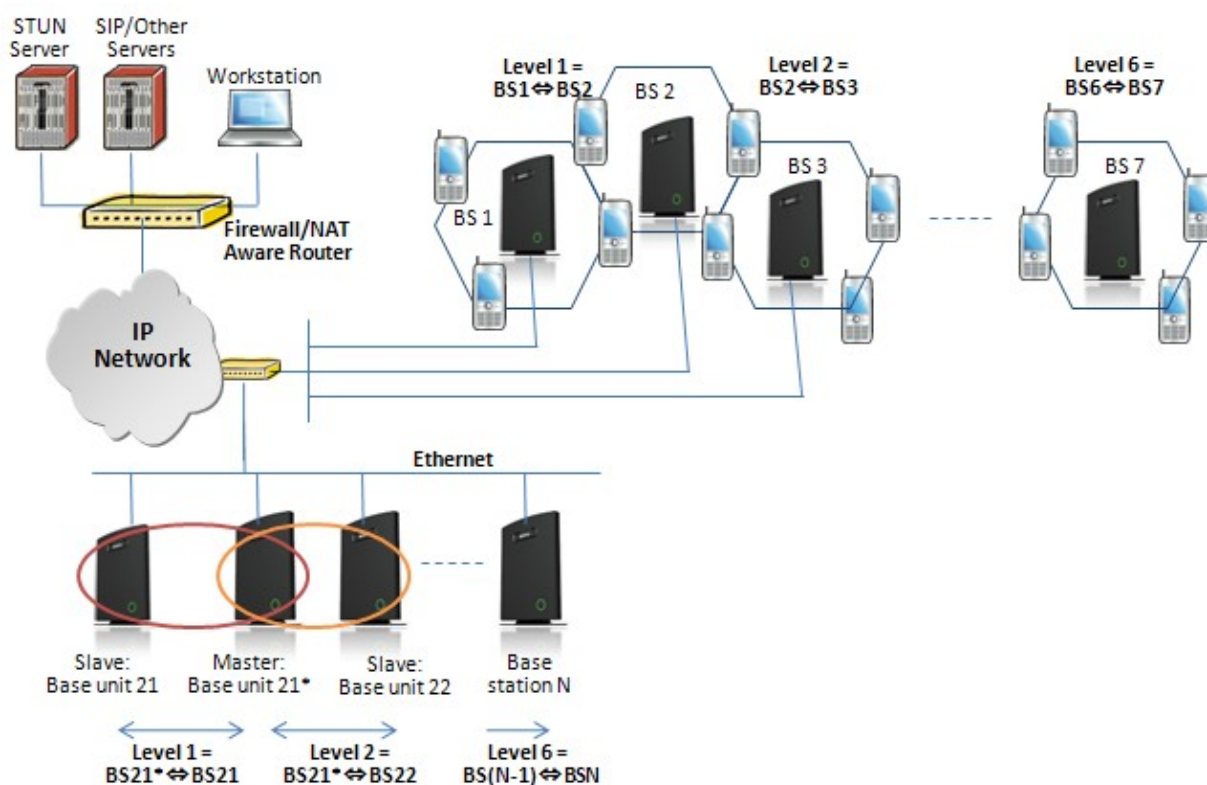 STUN
Server
SIP/Other
Servers
Workstation
Firewall/NAT
Aware Router
IP
Network
Level 1 =
BS1⇔BS2
BS 2
Level 2 =
BS2⇔BS3
Level 6 =
BS6⇔BS7
BS 1
BS 3
BS 7
Ethernet
Slave:
Base unit 21
Master:
Base unit 21*
Slave:
Base unit 22
Base
station N
Level 1 =
BS21*⇔BS21
Level 2 =
BS21*⇔BS22
Level 6 =
BS(N-1)⇔BSN